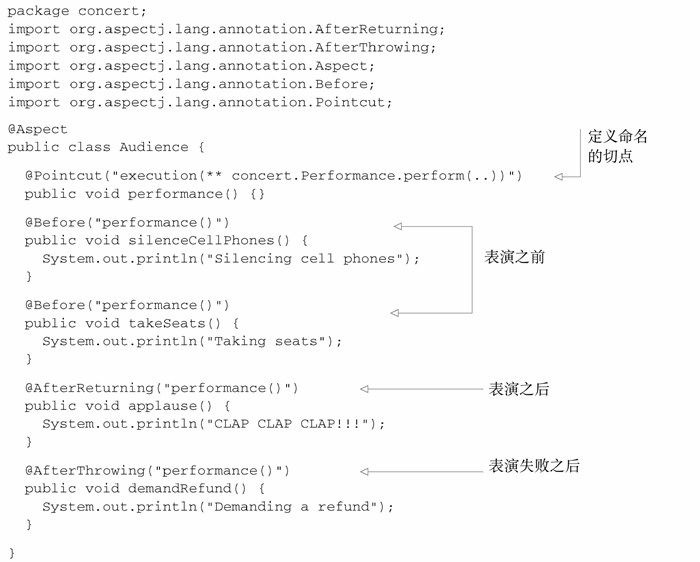 package concert;
import org.aspectj.lang.annotation.AfterReturning;
import org.aspectj.lang.annotation.AfterThrowing;
import org.aspectj.lang.annotation.Aspect;
import org.aspectj.lang.annotation.Before;
import org.aspectj.lang.annotation.Pointcut;
@Aspect
public class Audience {
定义命名
的切点
@Pointcut("execution(** concert.Performance.perform(..))")
public void performance() {}
@Before("performance()")
public void silenceCellPhones() {
System.out.println("Silencing cell phones");
}
表演之前
@Before("performance()")
public void takeSeats() {
System.out.println("Taking seats");
}
@AfterReturning("performance()")
表演之后
public void applause() {
System.out.println("CLAP CLAP CLAP!!!");
}
@AfterThrowing("performance()")
表演失败之后
public void demandRefund() {
System.out.println("Demanding a refund");
}
}